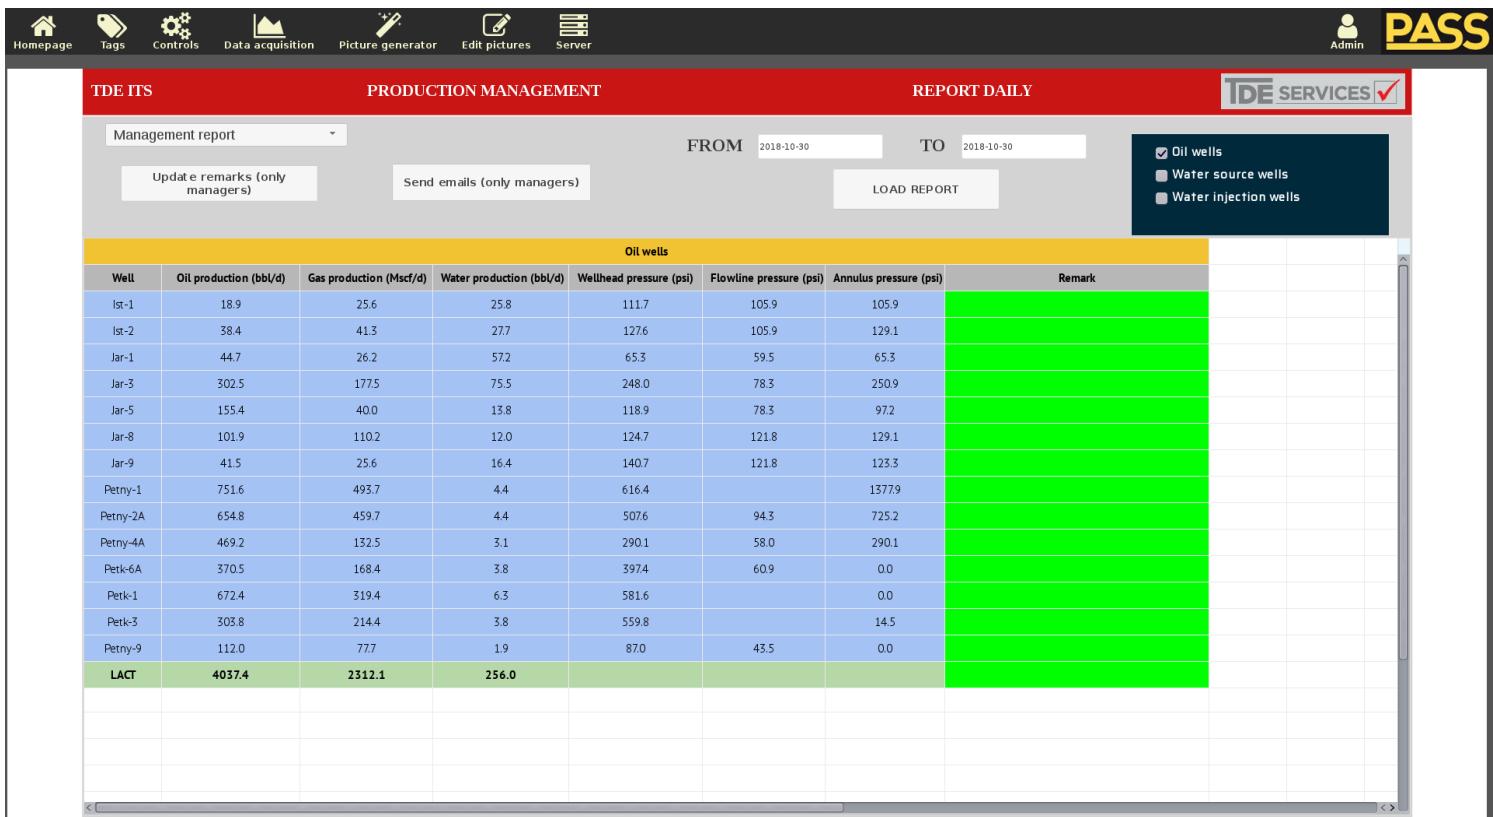 Homepage Tags Controls Data acquisition Picture generator Edit pictures Server Admin PASS
TDE ITS PRODUCTION MANAGEMENT REPORT DAILY TDE SERVICES
Management report
FROM 2018-10-30 TO 2018-10-30
Update remarks (only managers)
Send emails (only managers)
LOAD REPORT
Oil wells
Water source wells
Water injection wells
Oil wells
Well Oil production (bbl/d) Gas production (Mscf/d) Water production (bbl/d) Wellhead pressure (psi) Flowline pressure (psi) Annulus pressure (psi) Remark
Ist-1 18.9 25.6 25.8 111.7 105.9 105.9
Ist-2 38.4 41.3 27.7 127.6 105.9 129.1
Jar-1 44.7 26.2 57.2 65.3 59.5 65.3
Jar-3 302.5 177.5 75.5 248.0 78.3 250.9
Jar-5 155.4 40.0 13.8 118.9 78.3 97.2
Jar-8 101.9 110.2 12.0 124.7 121.8 129.1
Jar-9 41.5 25.6 16.4 140.7 121.8 123.3
Petny-1 751.6 493.7 4.4 616.4 1377.9
Petny-2A 654.8 459.7 4.4 507.6 94.3 725.2
Petny-4A 469.2 132.5 3.1 290.1 58.0 290.1
Petk-6A 370.5 168.4 3.8 397.4 60.9 0.0
Petk-1 672.4 319.4 6.3 581.6 0.0
Petk-3 303.8 214.4 3.8 559.8 14.5
Petny-9 112.0 77.7 1.9 87.0 43.5 0.0
LACT 4037.4 2312.1 256.0